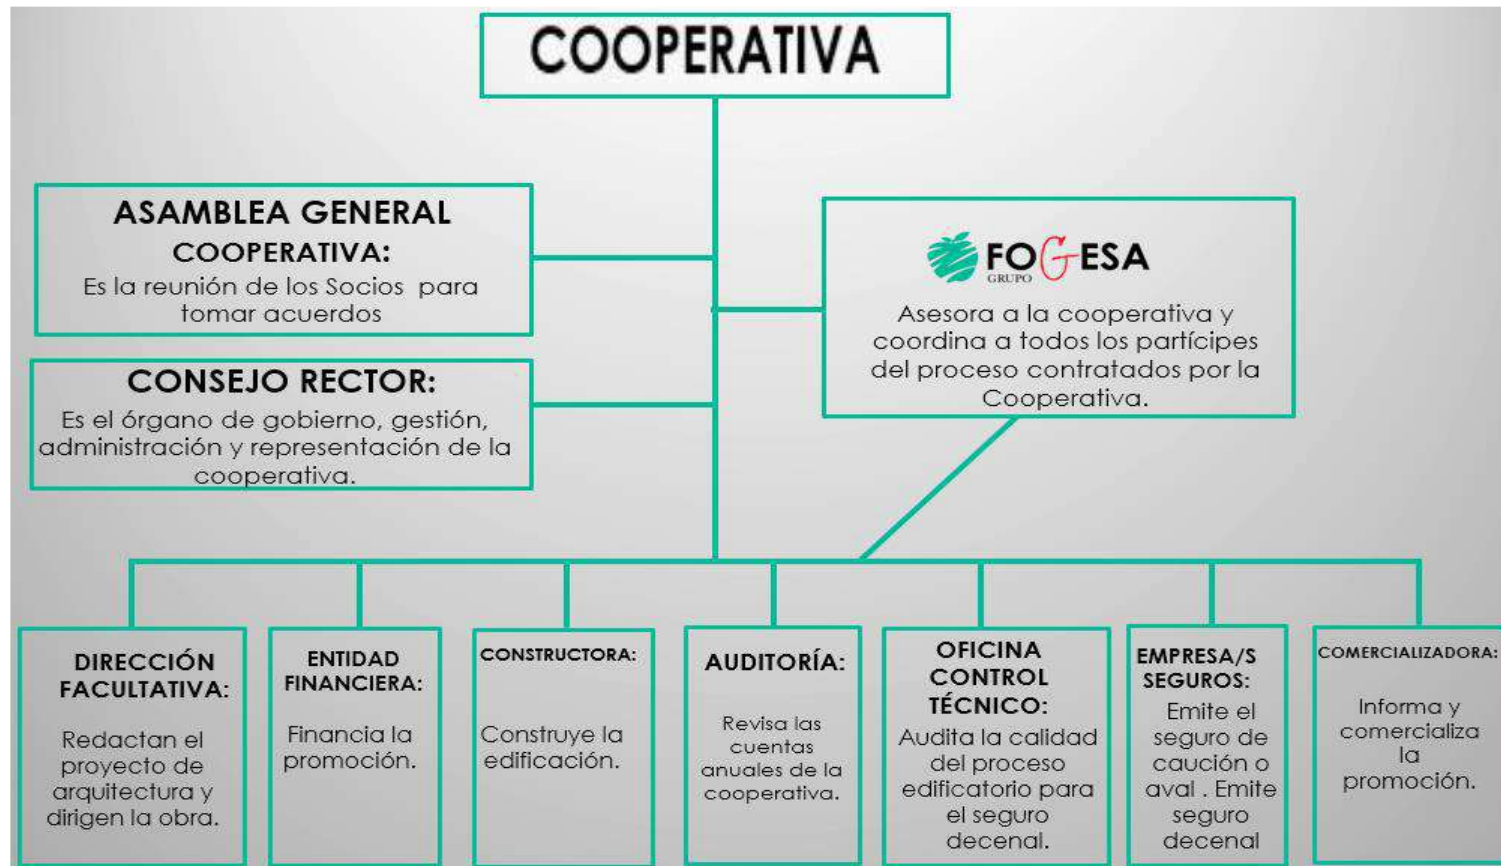 COOPERATIVA
ASAMBLEA GENERAL
COOPERATIVA:
Es la reunión de los Socios para
tomar acuerdos
FOGESA
GRUPO
Asesora a la cooperativa y
coordina a todos los partícipes
del proceso contratados por la
Cooperativa.
CONSEJO RECTOR:
Es el órgano de gobierno, gestión,
administración y representación de la
cooperativa.
DIRECCIÓN
FACULTATIVA:
Redactan el
proyecto de
arquitectura y
dirigen la obra.
ENTIDAD
FINANCIERA:
Financia la
promoción.
CONSTRUCTORA:
Construye la
edificación.
AUDITORÍA:
Revisa las
cuentas
anuales de la
cooperativa.
OFICINA
CONTROL
TÉCNICO:
Audita la calidad
del proceso
edificatorio para
el seguro
decenal.
EMPRESA/S
SEGUROS:
Emite el
seguro de
caución o
aval . Emite
seguro
decenal
COMERCIALIZADORA:
Informa y
comercializa
la
promoción.